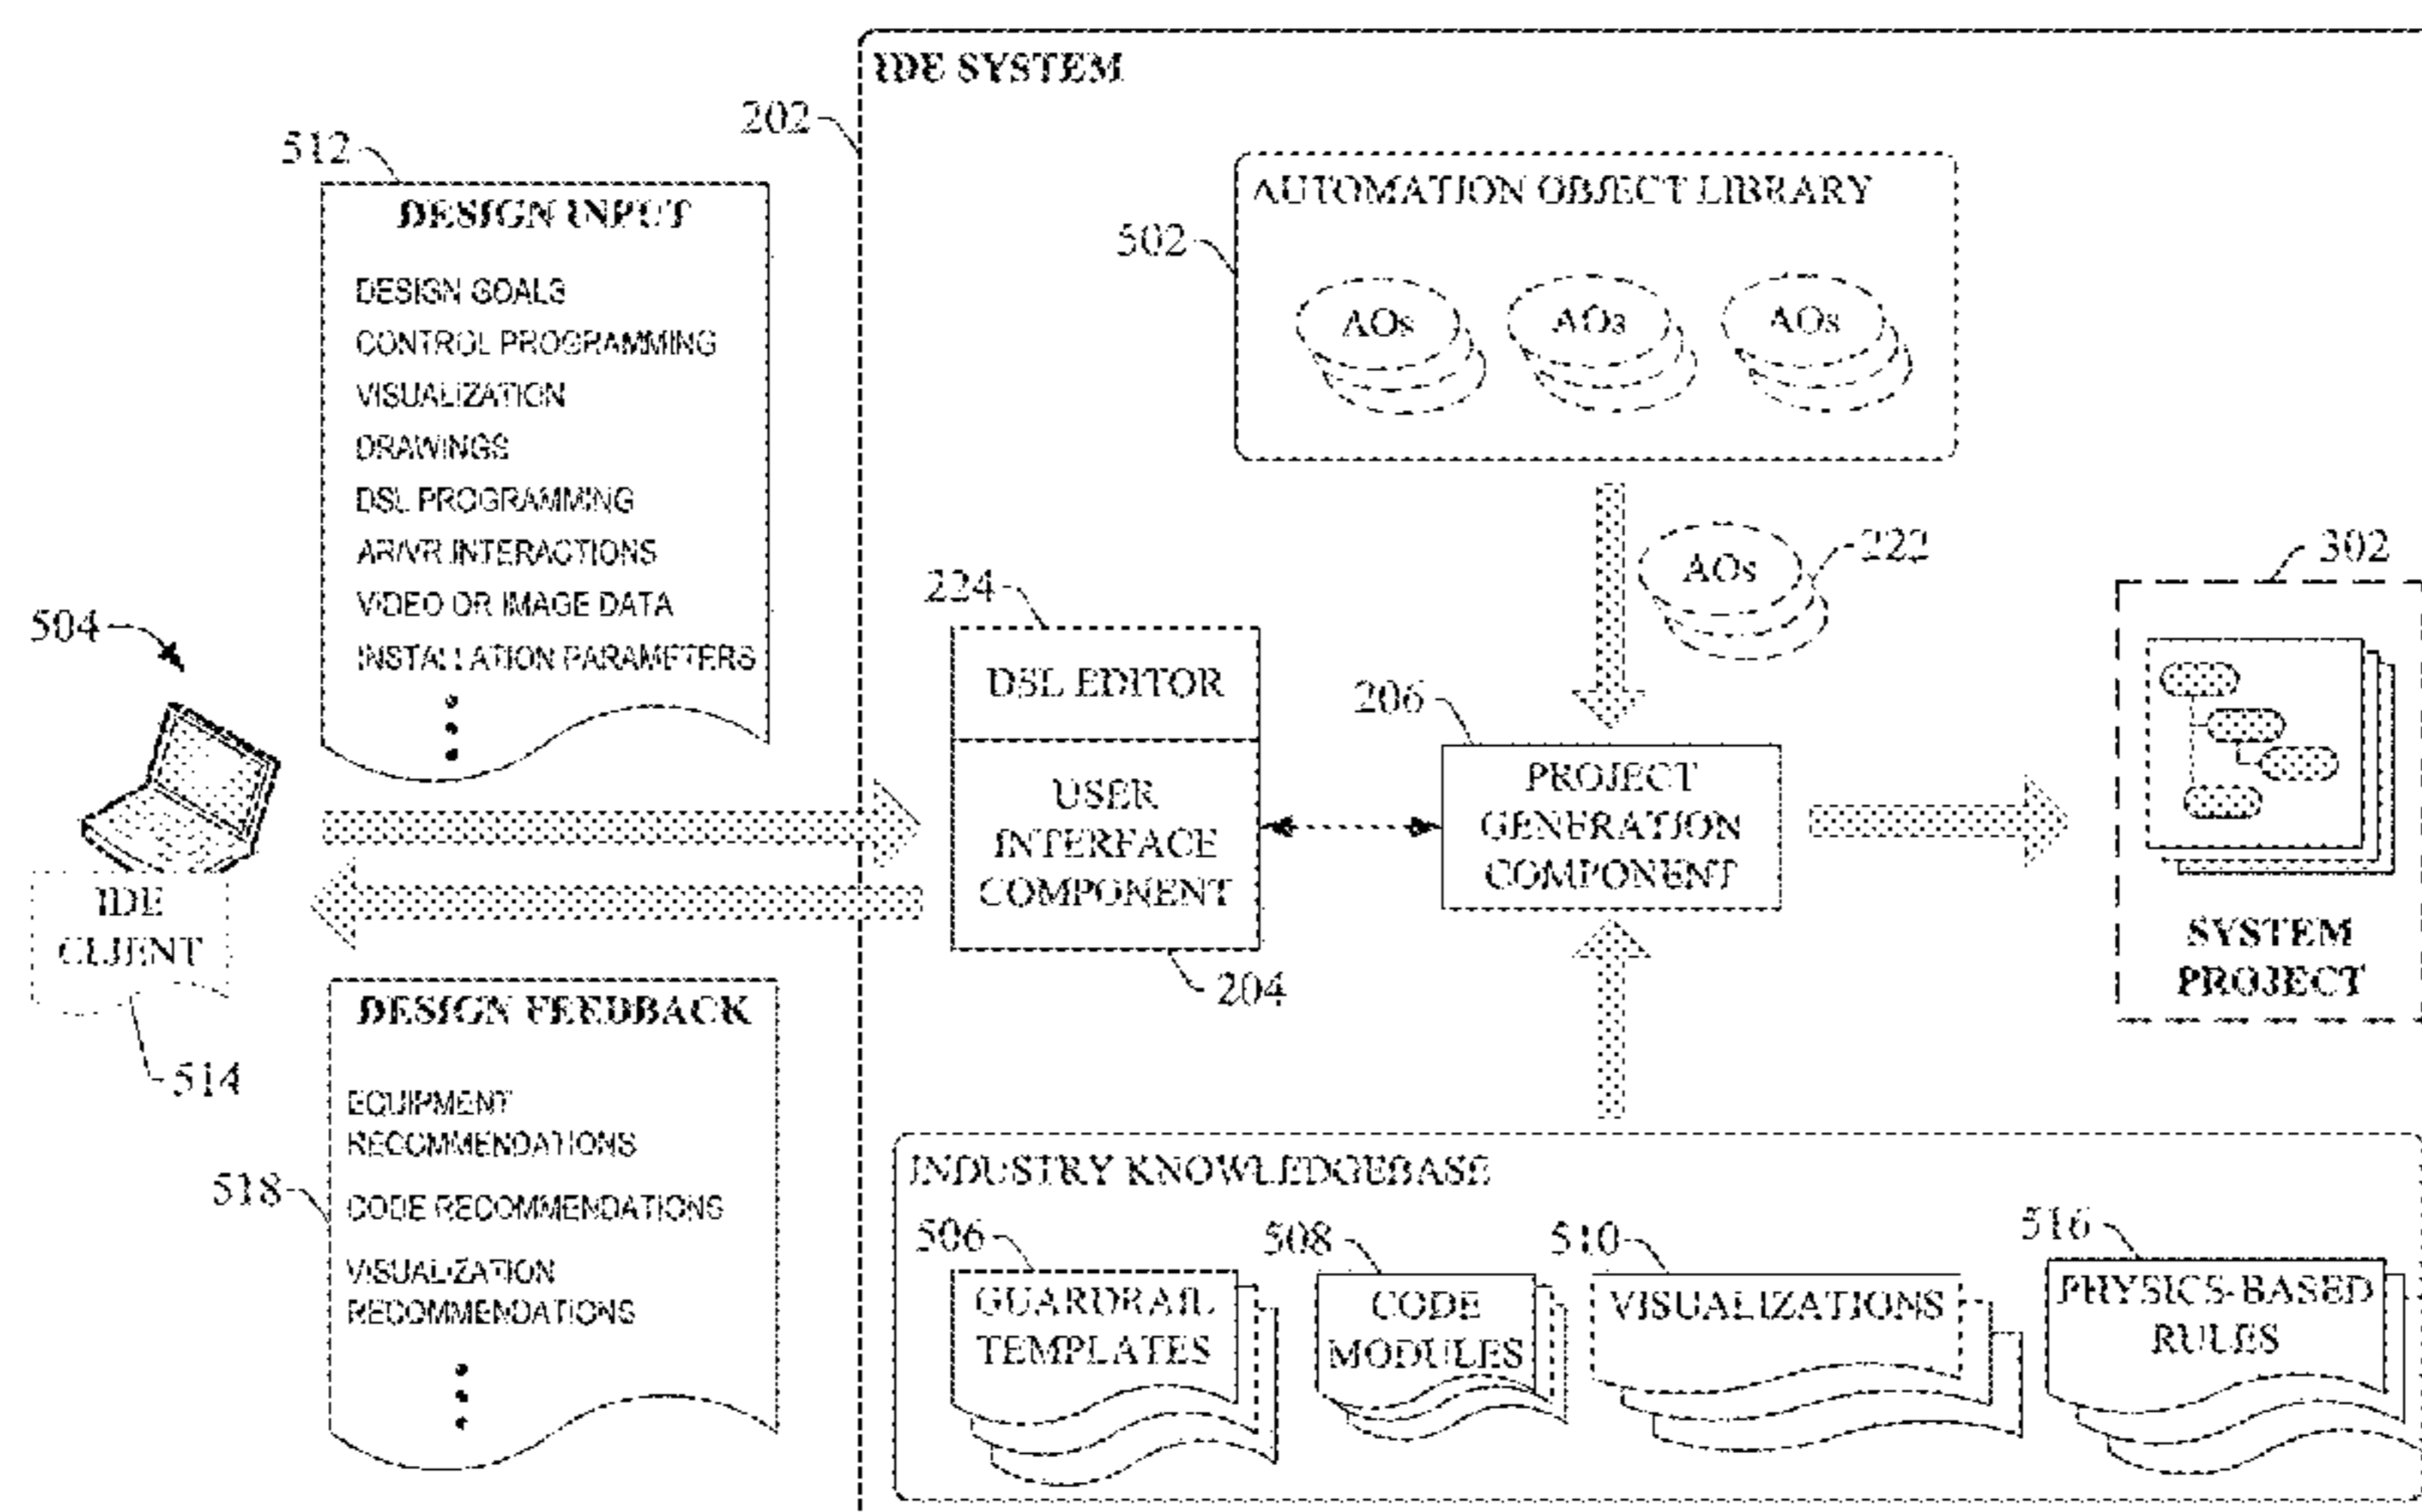 IDE SYSTEM
202
512
DESIGN INPUT
DESIGN GOALS
CONTROL PROGRAMMING
VISUALIZATION
DRAWINGS
DSL PROGRAMMING
AR/VR INTERACTIONS
VIDEO OR IMAGE DATA
INSTALLATION PARAMETERS
504
IDE
CLIENT
514
DESIGN FEEDBACK
EQUIPMENT
RECOMMENDATIONS
CODE RECOMMENDATIONS
VISUALIZATION
RECOMMENDATIONS
518
AUTOMATION OBJECT LIBRARY
502
AOs
AOs
AOs
AOs
222
224
DSL EDITOR
USER
INTERFACE
COMPONENT
204
206
PROJECT
GENERATION
COMPONENT
302
SYSTEM
PROJECT
INDUSTRY KNOWLEDGEBASE
506
GUARDRAIL
TEMPLATES
508
CODE
MODULES
510
VISUALIZATIONS
516
PHYSICS-BASED
RULES